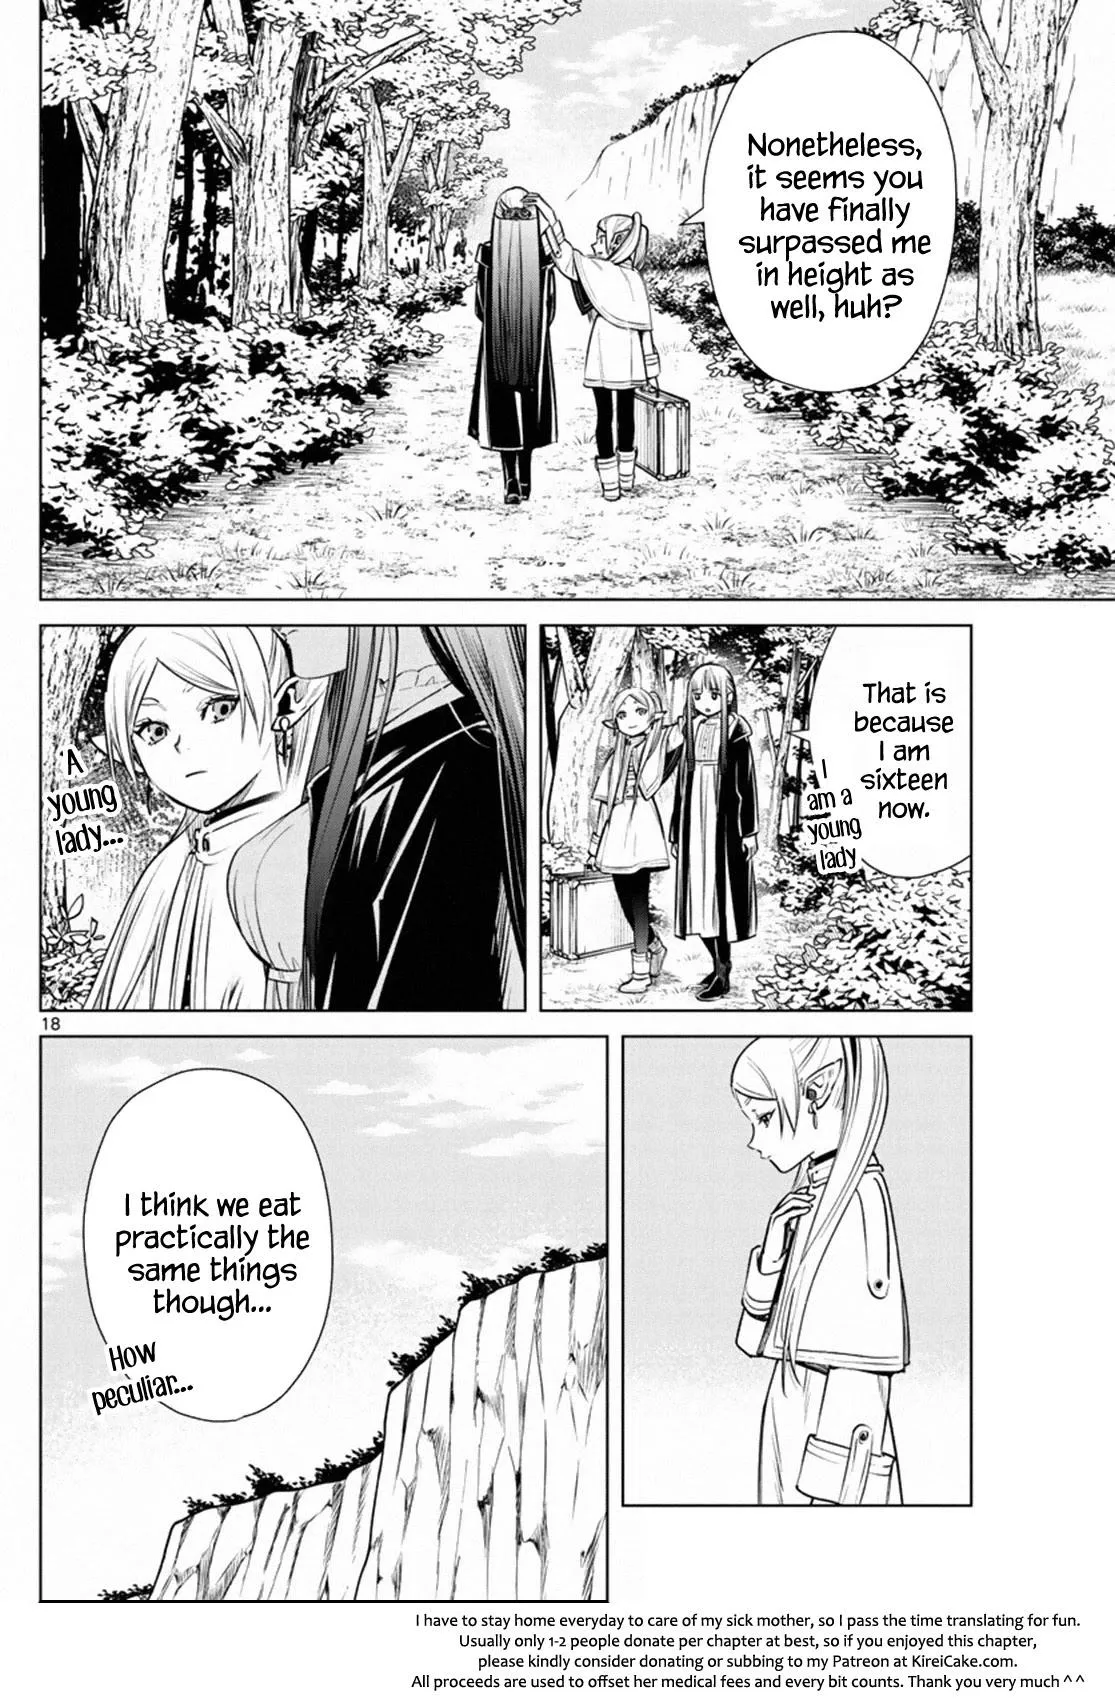 Nonetheless,
it seems you
have finally
surpassed me
in height as
well, huh?
That is
because
I am
sixteen
now.
I
am a
young
lady
A
young
lady...
18
I think we eat
practically the
same things
though...
How
peculiar...
I have to stay home everyday to care of my sick mother, so I pass the time translating for fun.
Usually only 1-2 people donate per chapter at best, so if you enjoyed this chapter,
please kindly consider donating or subbing to my Patreon at KireiCake.com.
All proceeds are used to offset her medical fees and every bit counts. Thank you very much ^ ^